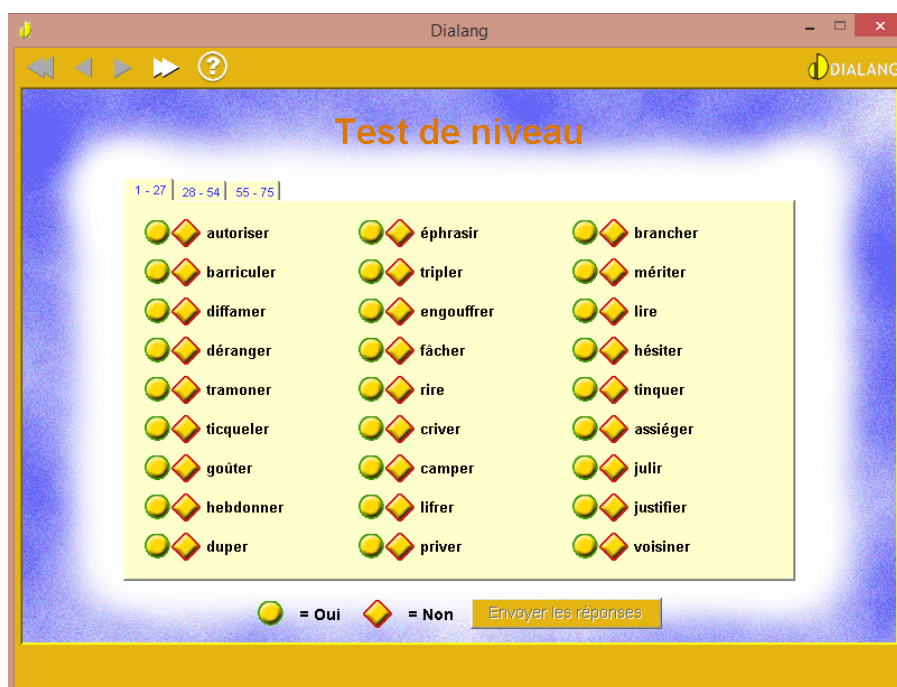 Dialang
?
DIALANG
Test de niveau
1 - 27 28 - 54 55 - 75
autoriser éphrasir brancher
barriculer tripler mériter
diffamer engouffrer lire
déranger fâcher hésiter
tramoner rire tinquer
ticqueler criver assiéger
goûter camper julir
hebdonner lifrer justifier
duper priver voisiner
= Oui = Non Envoyer les réponses